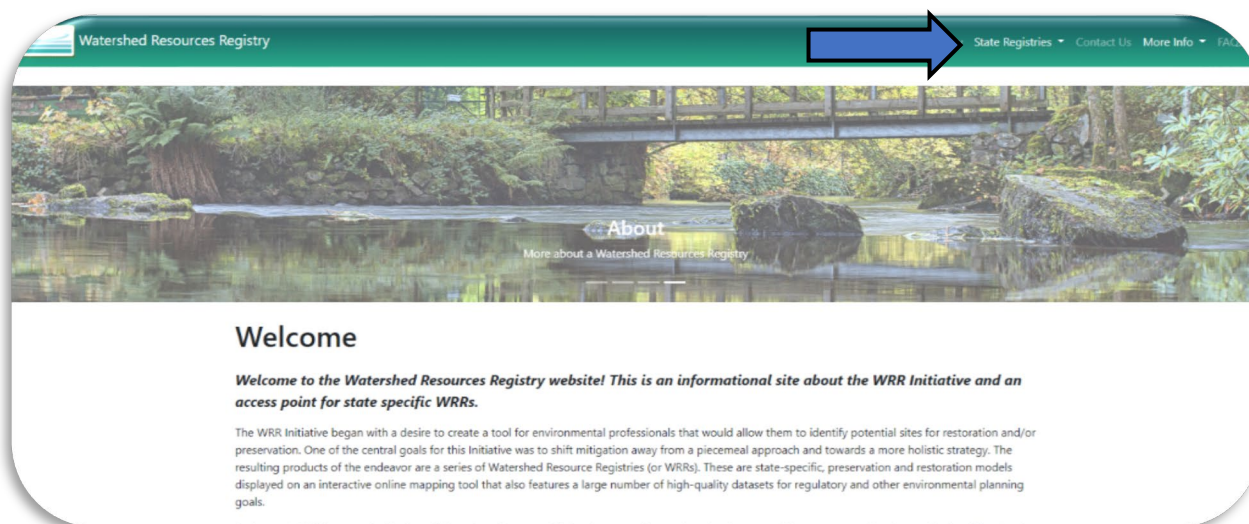 Watershed Resources Registry
State Registries Contact Us More Info FAQ
About
More about a Watershed Resources Registry
Welcome
Welcome to the Watershed Resources Registry website! This is an informational site about the WRR Initiative and an
access point for state specific WRRs.
The WRR Initiative began with a desire to create a tool for environmental professionals that would allow them to identify potential sites for restoration and/or
preservation. One of the central goals for this Initiative was to shift mitigation away from a piecemeal approach and towards a more holistic strategy. The
resulting products of the endeavor are a series of Watershed Resource Registries (or WRRs). These are state-specific, preservation and restoration models
displayed on an interactive online mapping tool that also features a large number of high-quality datasets for regulatory and other environmental planning
goals.